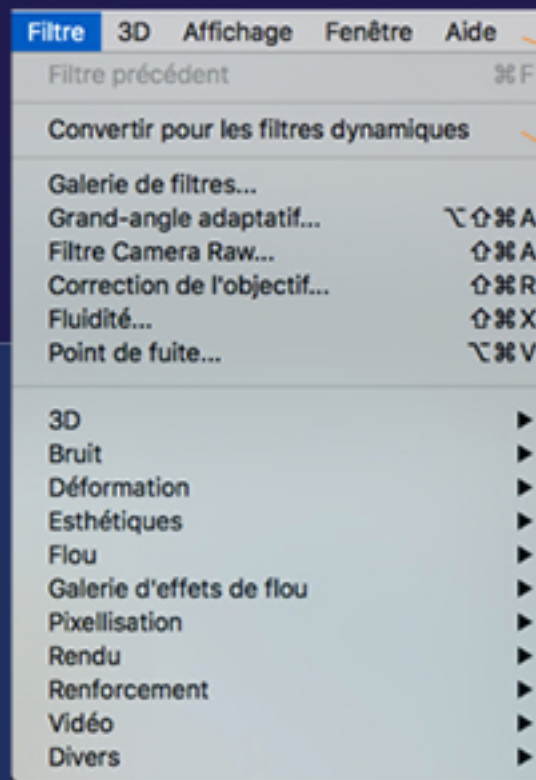 Filtre 3D Affichage Fenêtre Aide
Filtre précédent ⌘F
Convertir pour les filtres dynamiques
Galerie de filtres...
Grand-angle adaptatif... ⌥⇧⌘A
Filtre Camera Raw... ⇧⌘A
Correction de l'objectif... ⇧⌘R
Fluidité... ⇧⌘X
Point de fuite... ⌥⌘V
3D ▶
Bruit ▶
Déformation ▶
Esthétiques ▶
Flou ▶
Galerie d'effets de flou ▶
Pixellisation ▶
Rendu ▶
Renforcement ▶
Vidéo ▶
Divers ▶